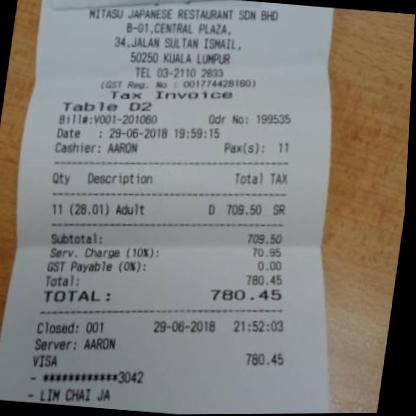 MITASU JAPANESE RESTAURANT SDN BHD
B-01,CENTRAL PLAZA,
34,JALAN SULTAN ISMAIL,
50250 KUALA LUMPUR
TEL 03-2110 2833
(GST Reg. No : 001774428160)
Tax Invoice
Table D2
Bill#:V001-201060 Odr No: 199535
Date : 29-06-2018 19:59:15
Cashier: AARON Pax(s): 11
Qty Description Total TAX
11 (28.01) Adult D 709.50 SR
Subtotal: 709.50
Serv. Charge (10%): 70.95
GST Payable (0%): 0.00
Total: 780.45
TOTAL: 780.45
Closed: 001 29-06-2018 21:52:03
Server: AARON
VISA 780.45
- ************3042
- LIM CHAI JA